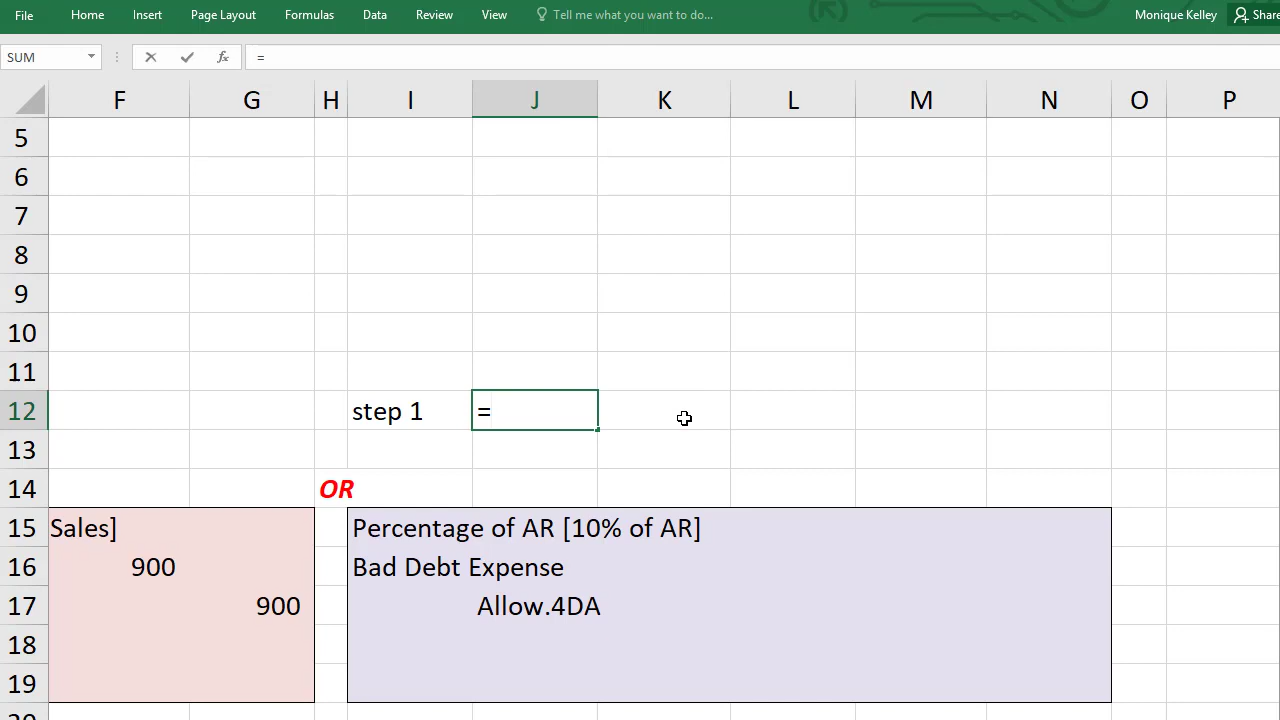 File Home Insert Page Layout Formulas Data Review View Tell me what you want to do... Monique Kelley Share
SUM fx =
F G H I J K L M N O P
5
6
7
8
9
10
11
12 step 1 =
13
14 OR
15 Sales] Percentage of AR [10% of AR]
16 900 Bad Debt Expense
17 900 Allow.4DA
18
19
20